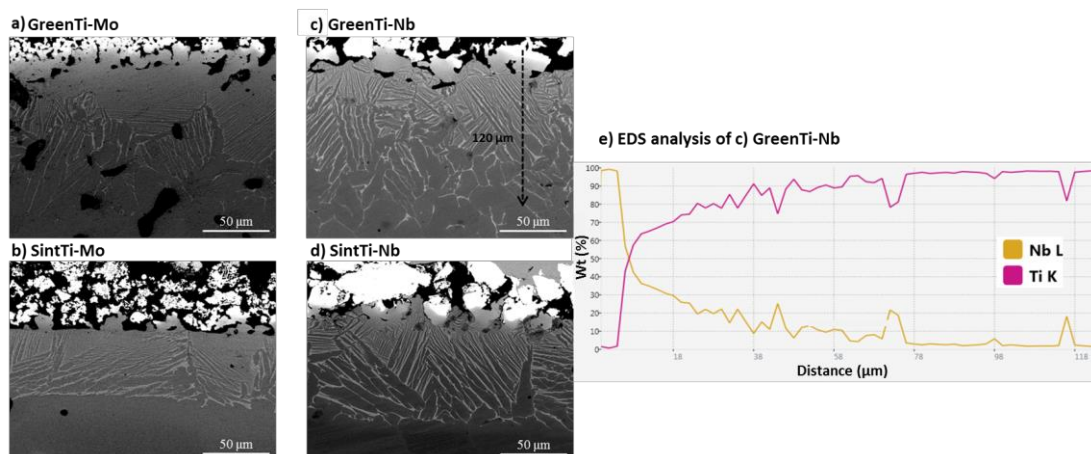 a) GreenTi-Mo
50 µm
b) SintTi-Mo
50 µm
c) GreenTi-Nb
120 µm
50 µm
d) SintTi-Nb
50 µm
e) EDS analysis of c) GreenTi-Nb
Wt (%)
100
90
80
70
60
50
40
30
20
10
0
Nb L
Ti K
18 38 58 78 98 118
Distance (µm)